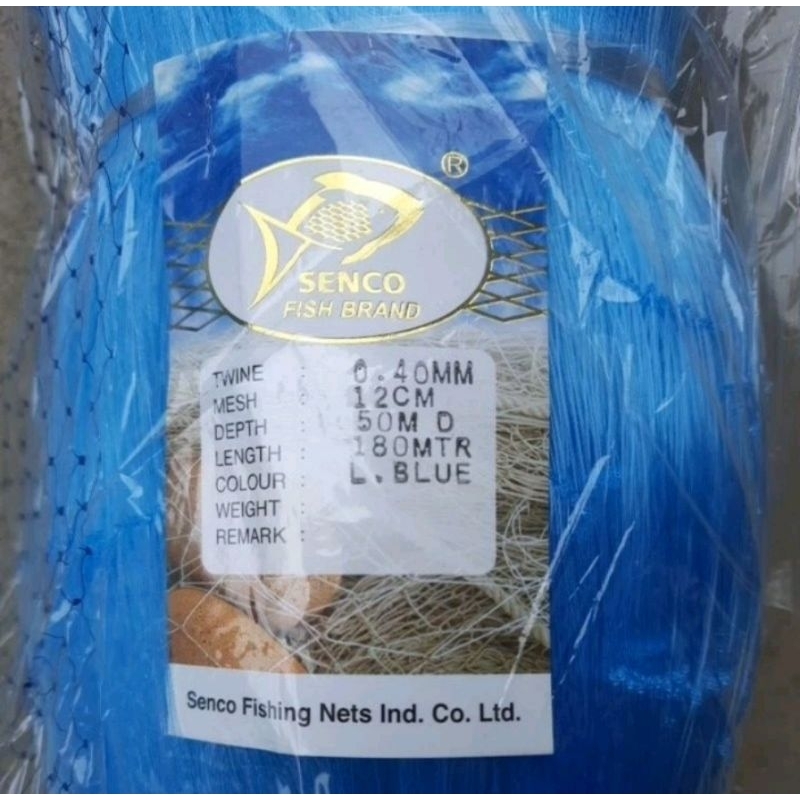 ®
SENCO
FISH BRAND
TWINE : 0.40MM
MESH : 12CM
DEPTH : 50M D
LENGTH : 180MTR
COLOUR : L.BLUE
WEIGHT :
REMARK :
Senco Fishing Nets Ind. Co. Ltd.